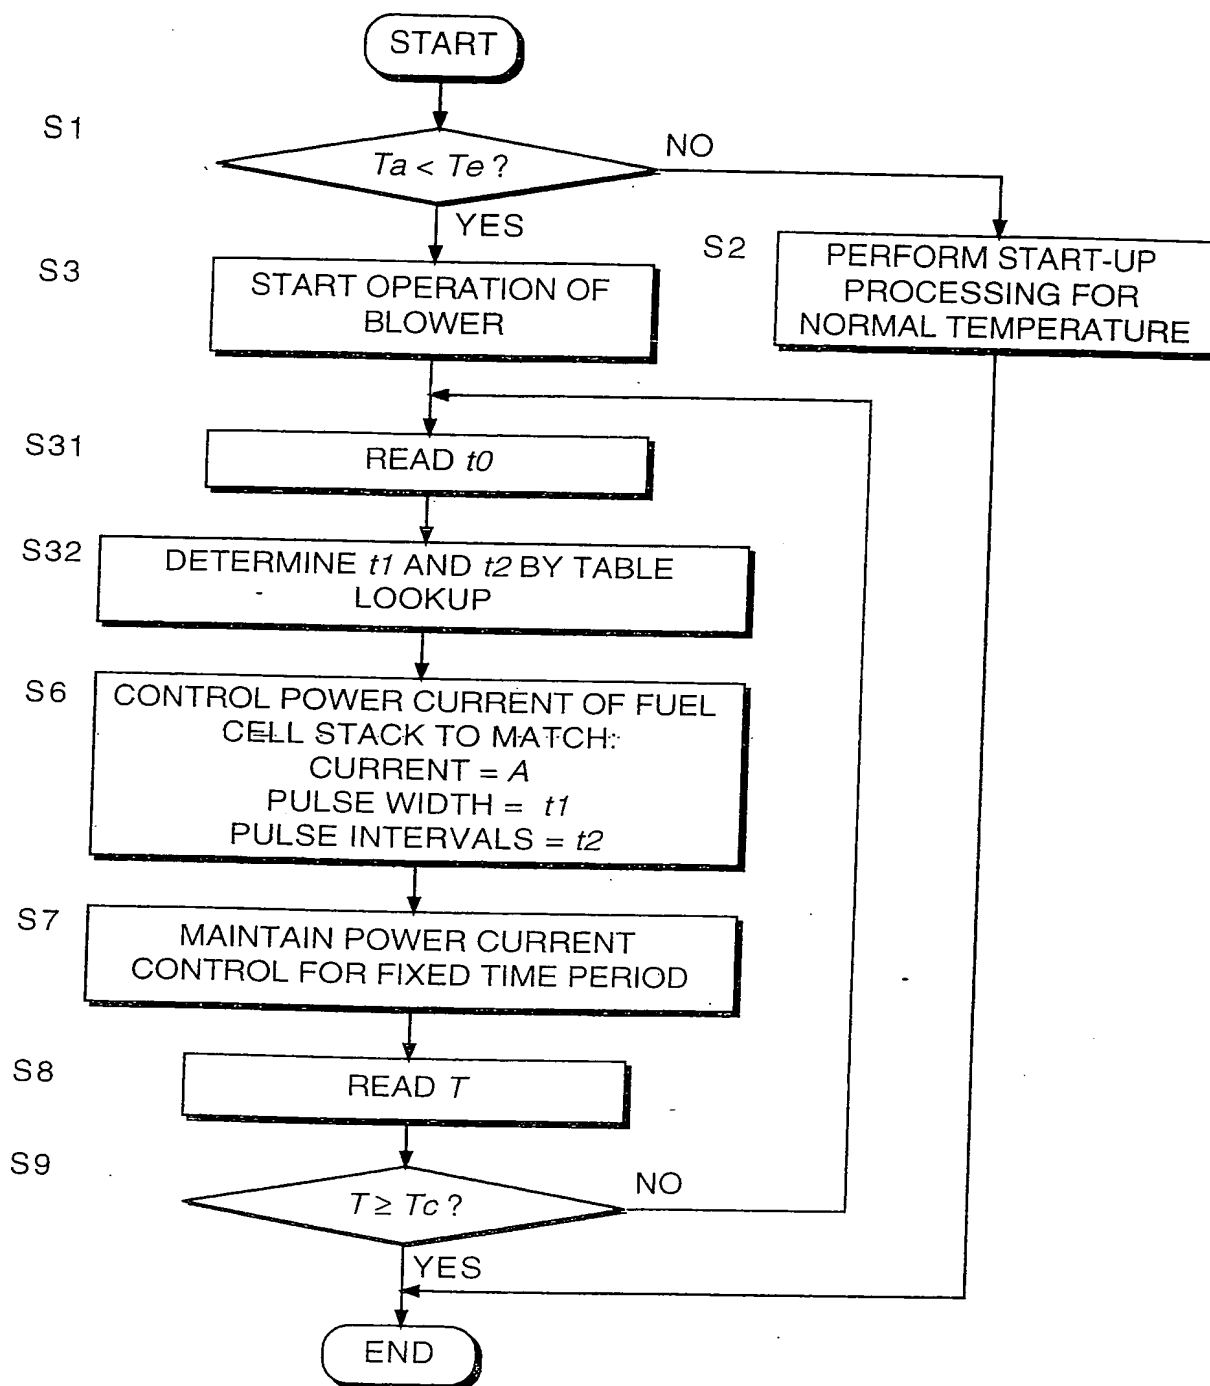 START
S1
Ta < Te ?
NO
YES
S2
PERFORM START-UP
PROCESSING FOR
NORMAL TEMPERATURE
S3
START OPERATION OF
BLOWER
S31
READ t0
S32
DETERMINE t1 AND t2 BY TABLE
LOOKUP
S6
CONTROL POWER CURRENT OF FUEL
CELL STACK TO MATCH:
CURRENT = A
PULSE WIDTH = t1
PULSE INTERVALS = t2
S7
MAINTAIN POWER CURRENT
CONTROL FOR FIXED TIME PERIOD
S8
READ T
S9
T ≥ Tc ?
NO
YES
END